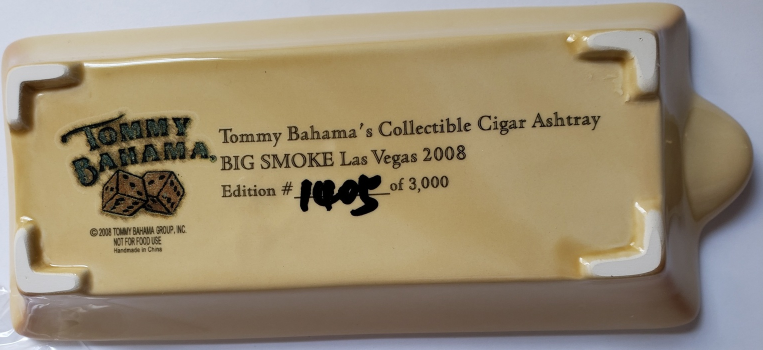 TOMMY
BAHAMA®
© 2008 TOMMY BAHAMA GROUP, INC.
NOT FOR FOOD USE
Handmade in China
Tommy Bahama's Collectible Cigar Ashtray
BIG SMOKE Las Vegas 2008
Edition # 1405 of 3,000